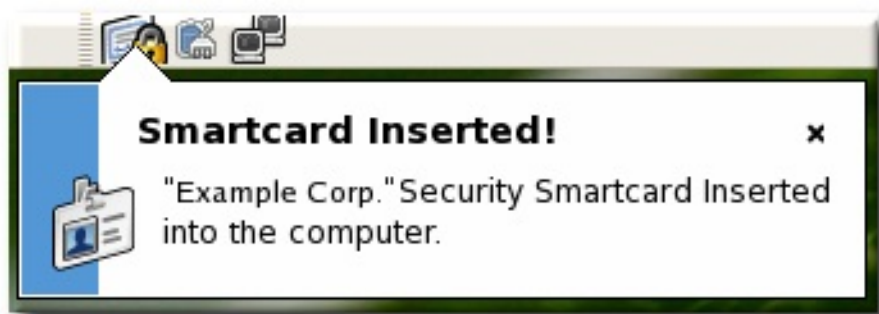 Smartcard Inserted!
"Example Corp."Security Smartcard Inserted
into the computer.